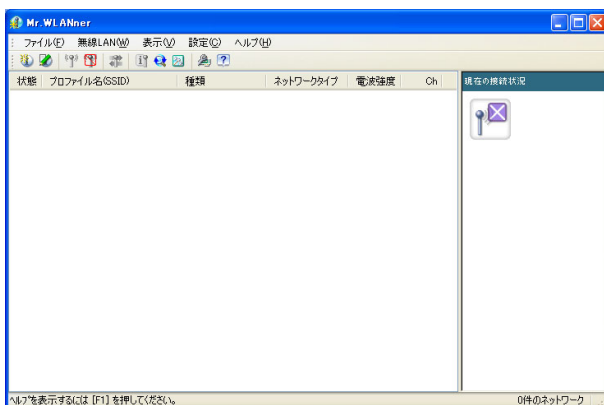 Mr.WLANner
ファイル(F) 無線LAN(W) 表示(V) 設定(C) ヘルプ(H)
状態 プロファイル名(SSID) 種類 ネットワークタイプ 電波強度 Ch
現在の接続状況
ヘルプを表示するには [F1] を押してください。 0件のネットワーク